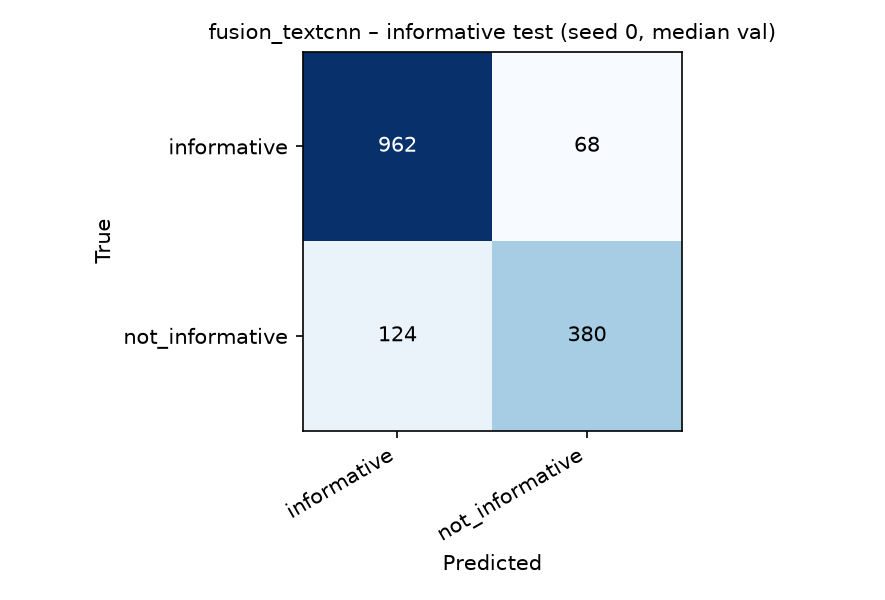 fusion_textcnn – informative test (seed 0, median val)
informative
962
68
True
not_informative
124
380
informative
not_informative
Predicted